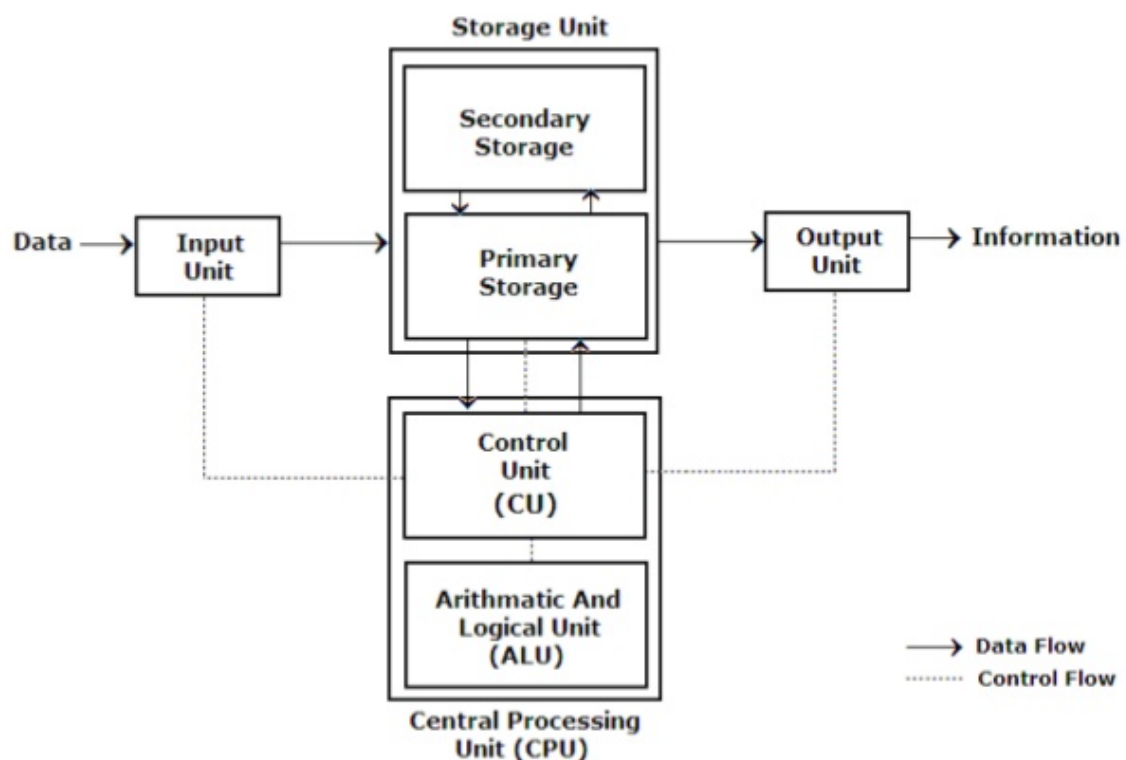 Storage Unit
Secondary
Storage
Data
Input
Unit
Primary
Storage
Output
Unit
Information
Control
Unit
(CU)
Arithmatic And
Logical Unit
(ALU)
Data Flow
Control Flow
Central Processing
Unit (CPU)